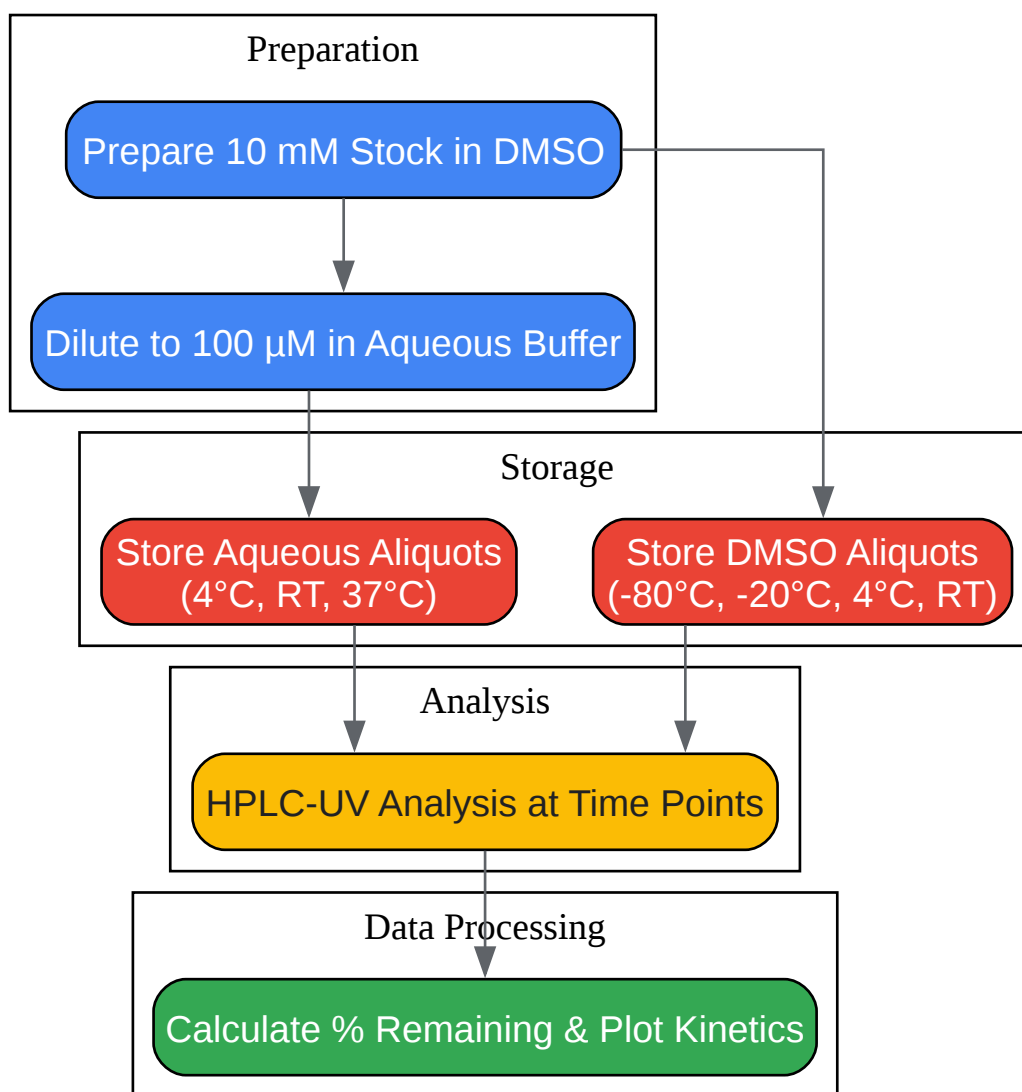 Preparation
Prepare 10 mM Stock in DMSO
Dilute to 100 µM in Aqueous Buffer
Storage
Store Aqueous Aliquots
(4°C, RT, 37°C)
Store DMSO Aliquots
(-80°C, -20°C, 4°C, RT)
Analysis
HPLC-UV Analysis at Time Points
Data Processing
Calculate % Remaining & Plot Kinetics